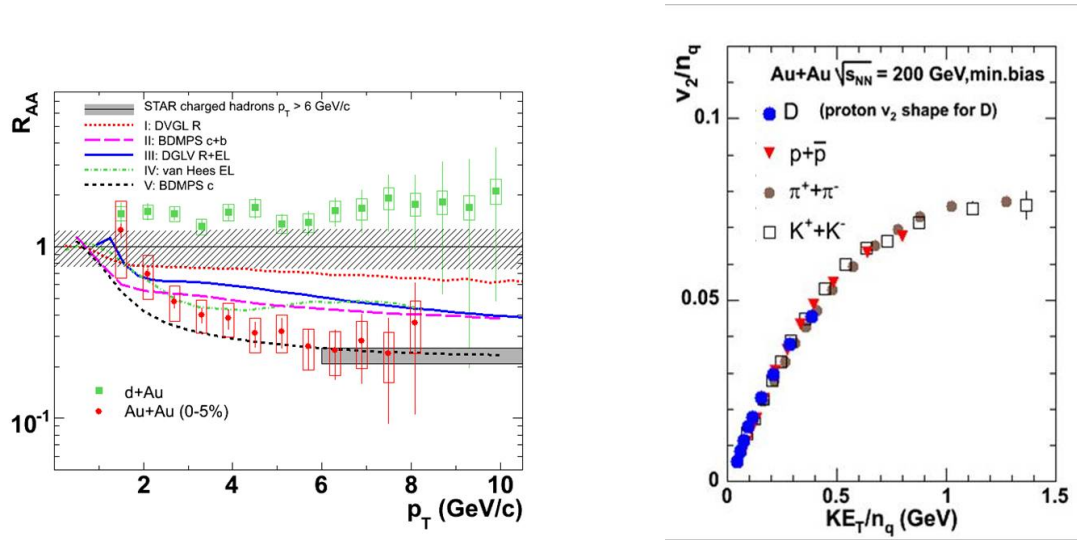 R_AA
STAR charged hadrons p_T > 6 GeV/c
I: DVGL R
II: BDMPS c+b
III: DGLV R+EL
IV: van Hees EL
V: BDMPS c
1
10^-1
d+Au
Au+Au (0-5%)
2
4
6
8
10
p_T (GeV/c)
v_2/n_q
0.1
0.05
0
Au+Au √s_NN = 200 GeV,min.bias
D (proton v_2 shape for D)
p+p̅
π^+ + π^-
K^+ + K^-
0
0.5
1
1.5
KE_T/n_q (GeV)